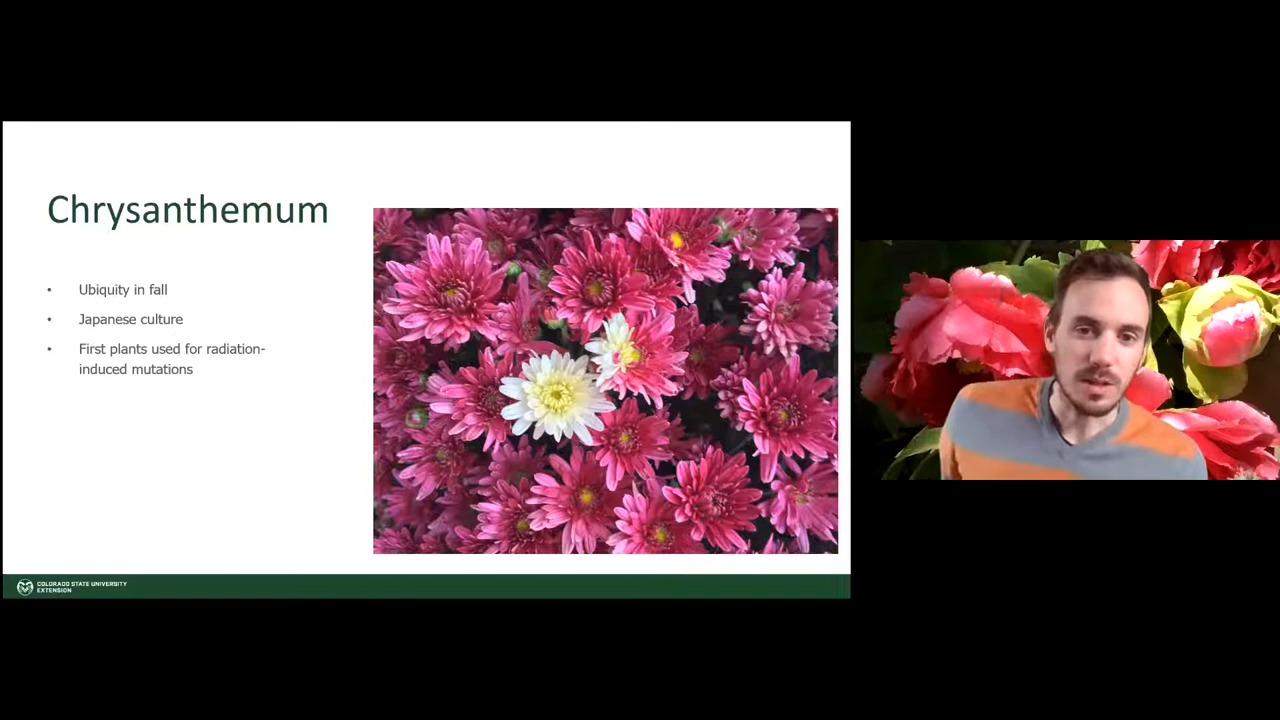 Chrysanthemum
• Ubiquity in fall
• Japanese culture
• First plants used for radiation-
induced mutations
COLORADO STATE UNIVERSITY
EXTENSION